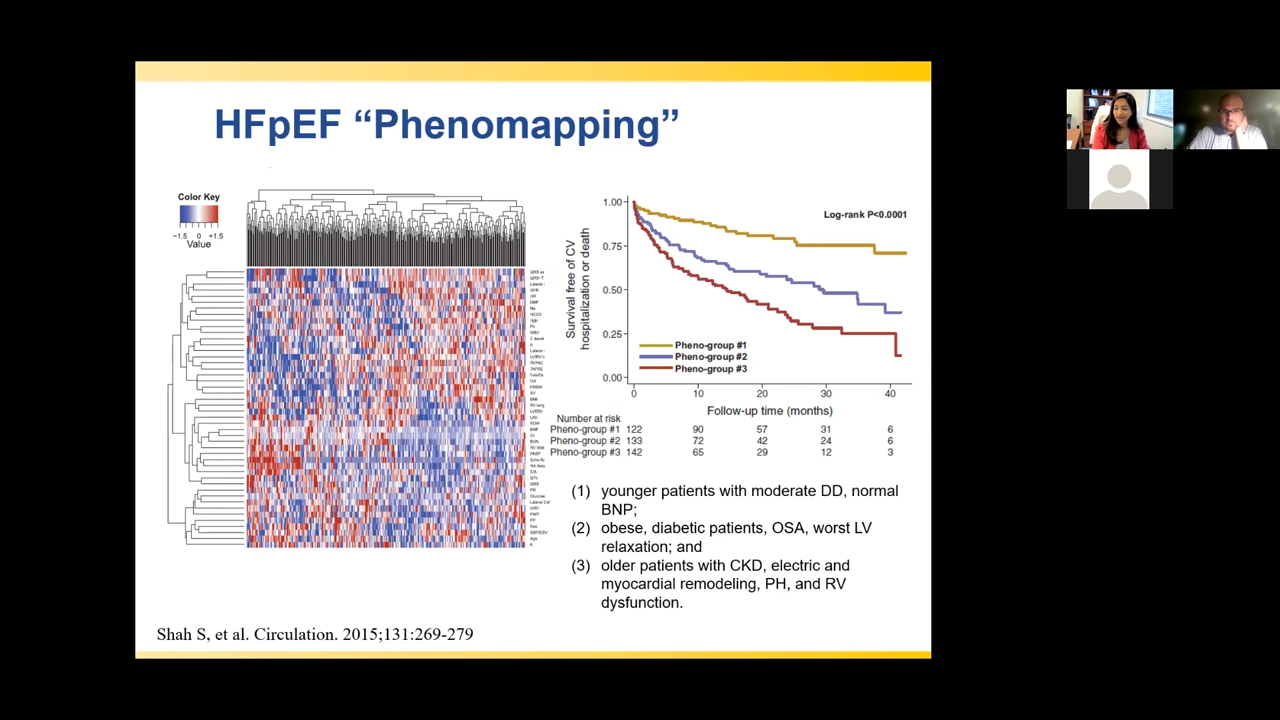 HFpEF “Phenomapping”
Color Key
−1.5 0 +1.5
Value
1.00
0.75
0.50
0.25
0.00
Survival free of CV
hospitalization or death
Log-rank P<0.0001
Pheno-group #1
Pheno-group #2
Pheno-group #3
0 10 20 30 40
Follow-up time (months)
Number at risk
Pheno-group #1 122 90 57 31 6
Pheno-group #2 133 72 42 24 6
Pheno-group #3 142 65 29 12 3
(1) younger patients with moderate DD, normal
BNP;
(2) obese, diabetic patients, OSA, worst LV
relaxation; and
(3) older patients with CKD, electric and
myocardial remodeling, PH, and RV
dysfunction.
Shah S, et al. Circulation. 2015;131:269-279